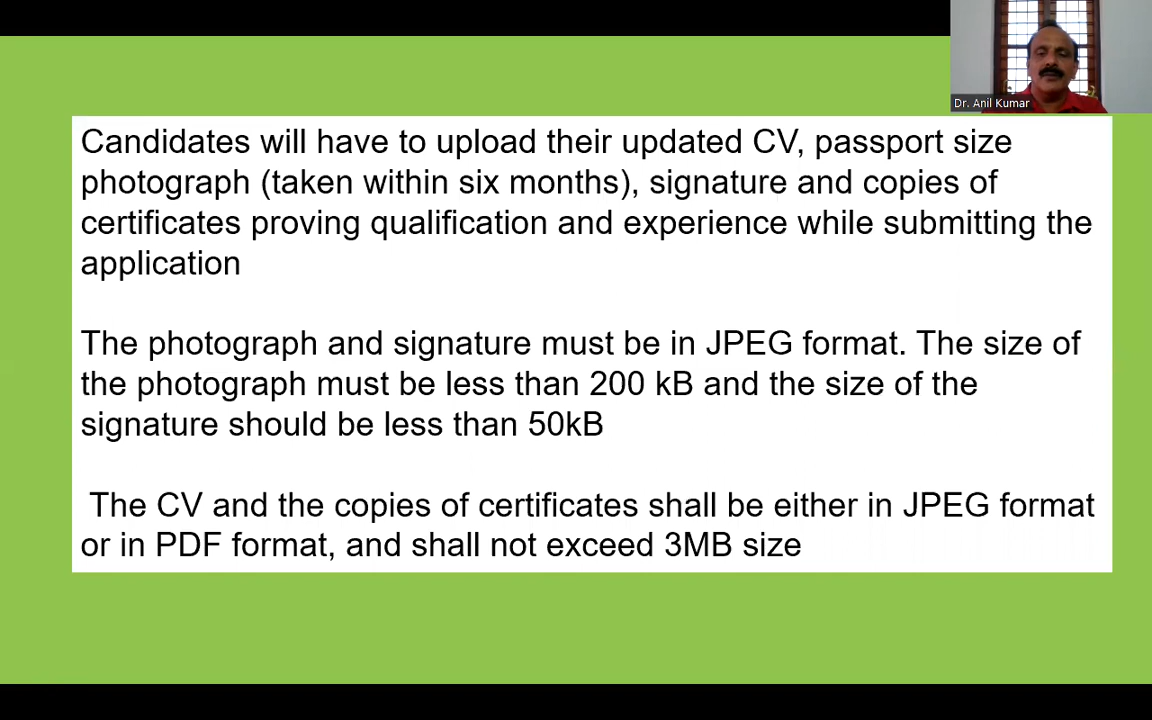 Dr. Anil Kumar
Candidates will have to upload their updated CV, passport size
photograph (taken within six months), signature and copies of
certificates proving qualification and experience while submitting the
application
The photograph and signature must be in JPEG format. The size of
the photograph must be less than 200 kB and the size of the
signature should be less than 50kB
The CV and the copies of certificates shall be either in JPEG format
or in PDF format, and shall not exceed 3MB size